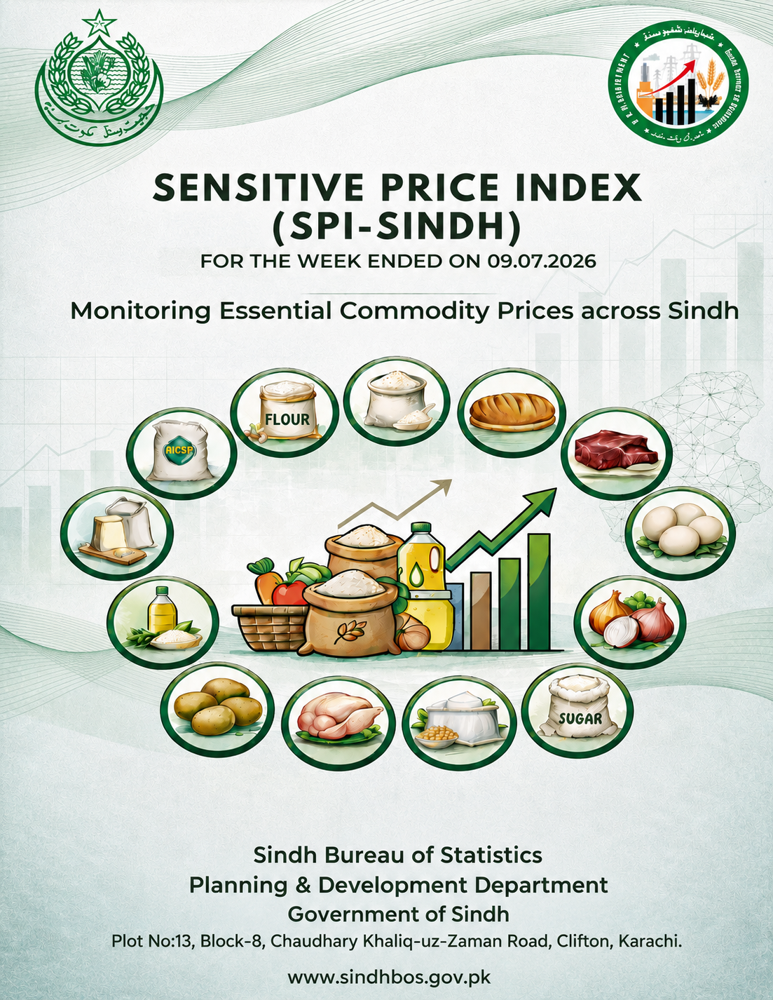 SENSITIVE PRICE INDEX
(SPI-SINDH)
FOR THE WEEK ENDED ON 09.07.2026
Monitoring Essential Commodity Prices across Sindh
FLOUR
AICSP
SUGAR
Sindh Bureau of Statistics
Planning & Development Department
Government of Sindh
Plot No:13, Block-8, Chaudhary Khaliq-uz-Zaman Road, Clifton, Karachi.
www.sindhbos.gov.pk